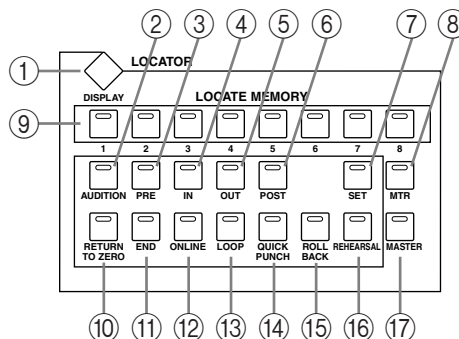 ② ③ ④ ⑤ ⑥ ⑦ ⑧
① LOCATOR
DISPLAY LOCATE MEMORY
⑨
1 2 3 4 5 6 7 8
AUDITION PRE IN OUT POST SET MTR
RETURN TO ZERO END ONLINE LOOP QUICK PUNCH ROLL BACK REHEARSAL MASTER
⑩ ⑪ ⑫ ⑬ ⑭ ⑮ ⑯ ⑰